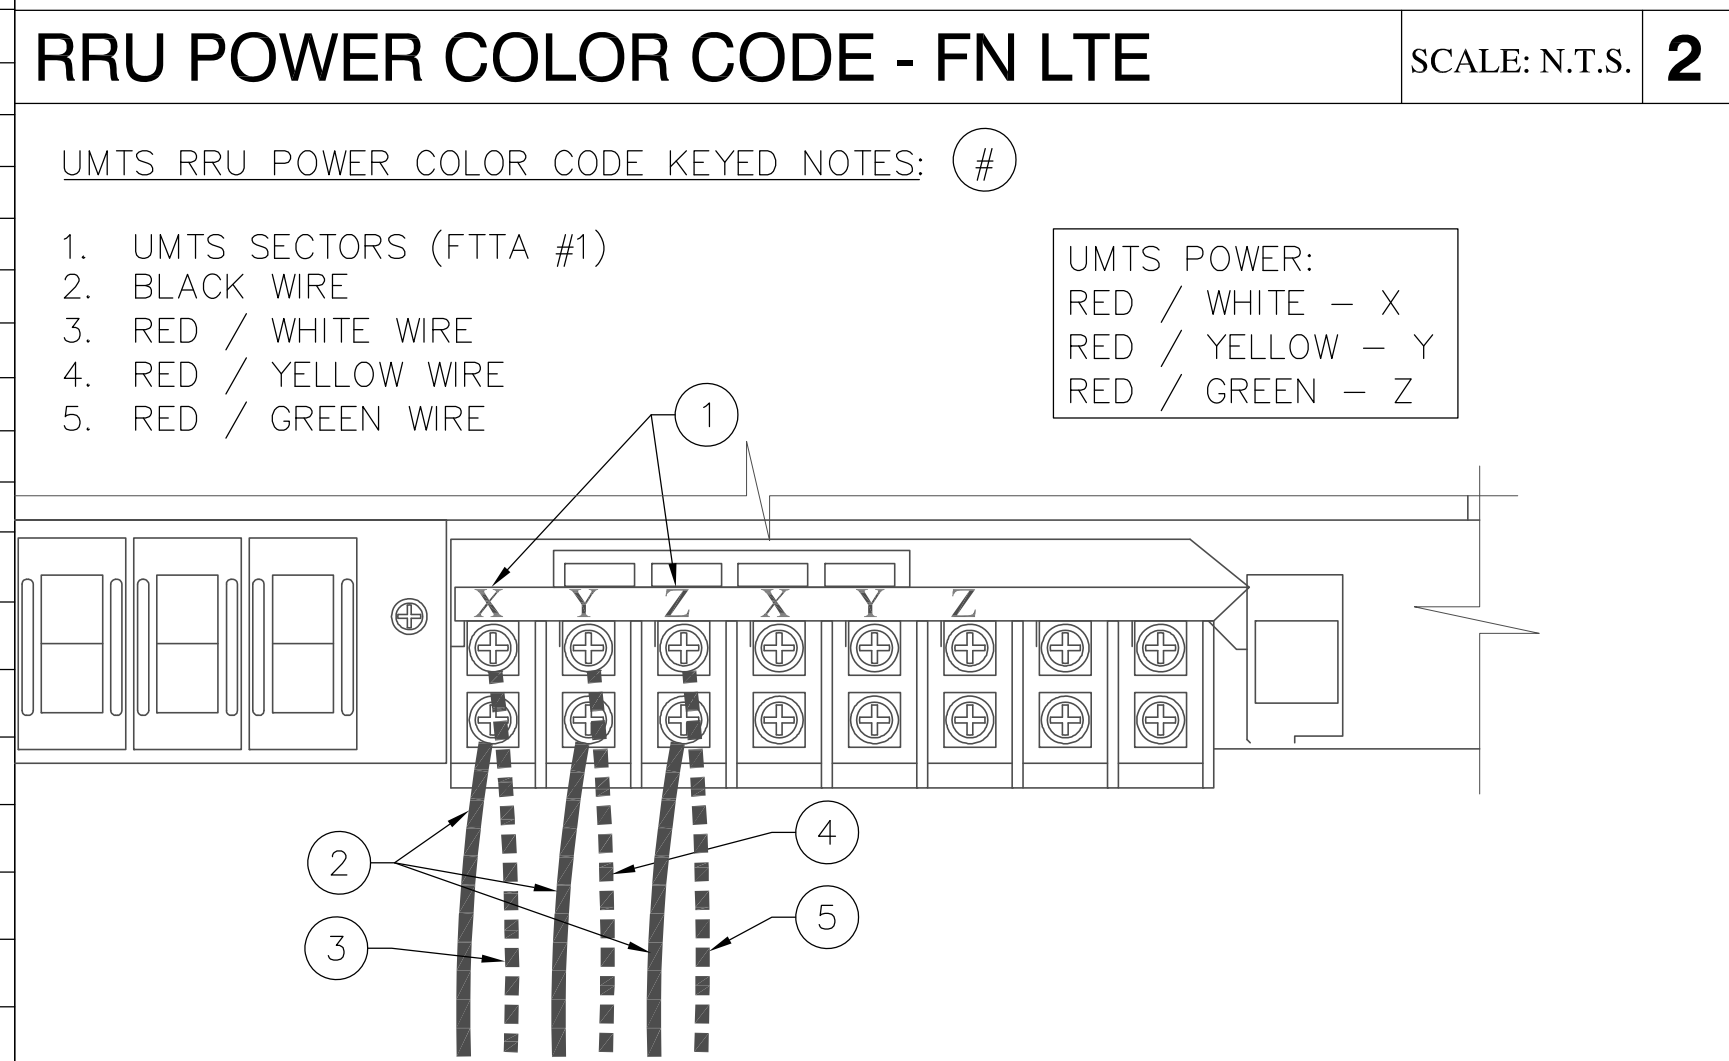 RRU POWER COLOR CODE - FN LTE
SCALE: N.T.S.
2
UMTS RRU POWER COLOR CODE KEYED NOTES: #
1. UMTS SECTORS (FTTA #1)
2. BLACK WIRE
3. RED / WHITE WIRE
4. RED / YELLOW WIRE
5. RED / GREEN WIRE
UMTS POWER:
RED / WHITE – X
RED / YELLOW – Y
RED / GREEN – Z
1
X Y Z X Y Z
2
3
4
5